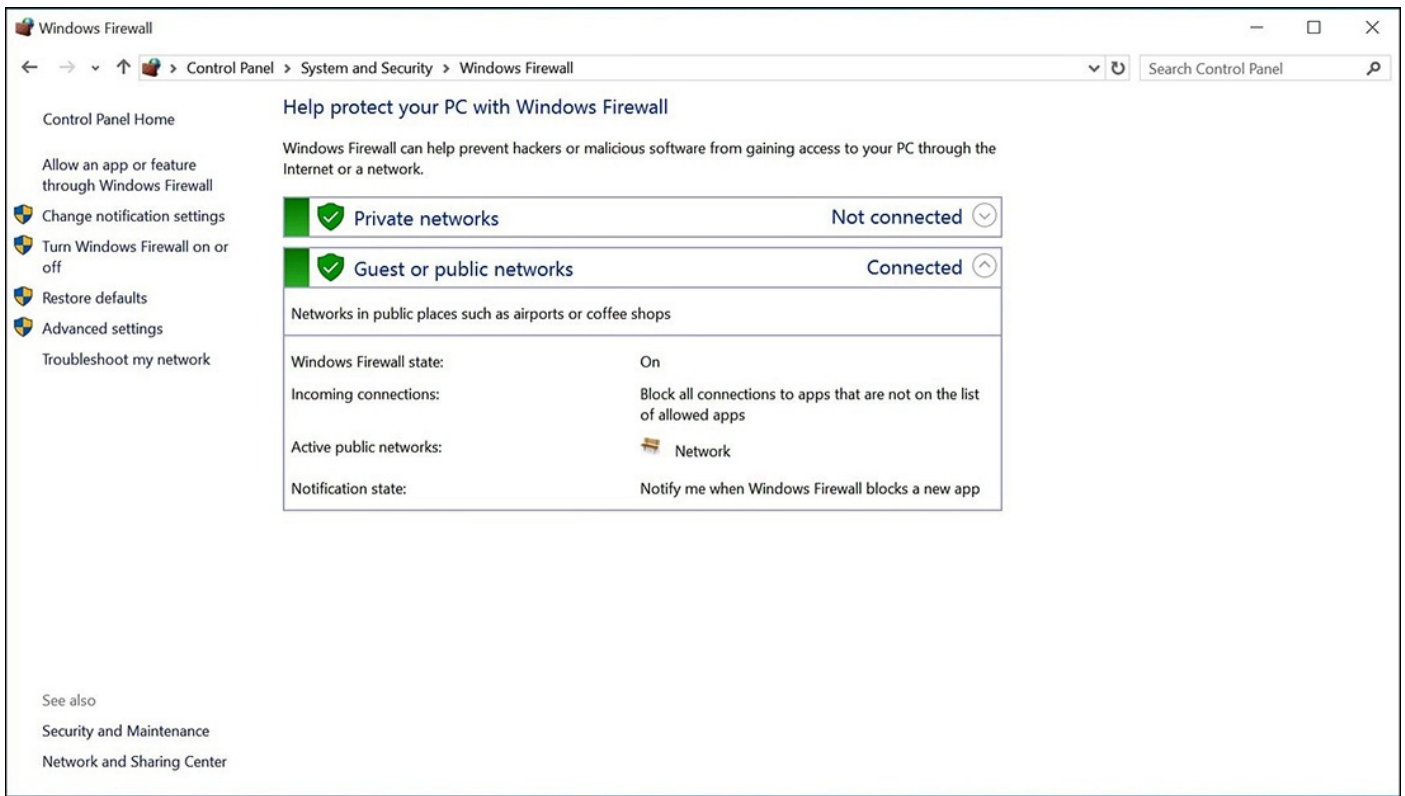 Windows Firewall
Control Panel > System and Security > Windows Firewall
Search Control Panel
Control Panel Home
Allow an app or feature
through Windows Firewall
Change notification settings
Turn Windows Firewall on or
off
Restore defaults
Advanced settings
Troubleshoot my network
See also
Security and Maintenance
Network and Sharing Center
Help protect your PC with Windows Firewall
Windows Firewall can help prevent hackers or malicious software from gaining access to your PC through the
Internet or a network.
Private networks Not connected
Guest or public networks Connected
Networks in public places such as airports or coffee shops
Windows Firewall state: On
Incoming connections: Block all connections to apps that are not on the list
of allowed apps
Active public networks: Network
Notification state: Notify me when Windows Firewall blocks a new app